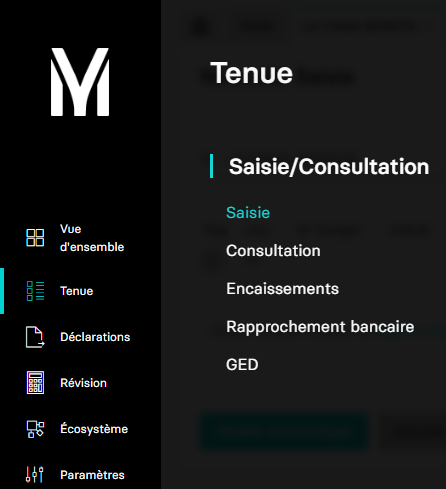 Tenue
Saisie/Consultation
Saisie
Consultation
Encaissements
Rapprochement bancaire
GED
Vue
d'ensemble
Tenue
Déclarations
Révision
Écosystème
Paramètres